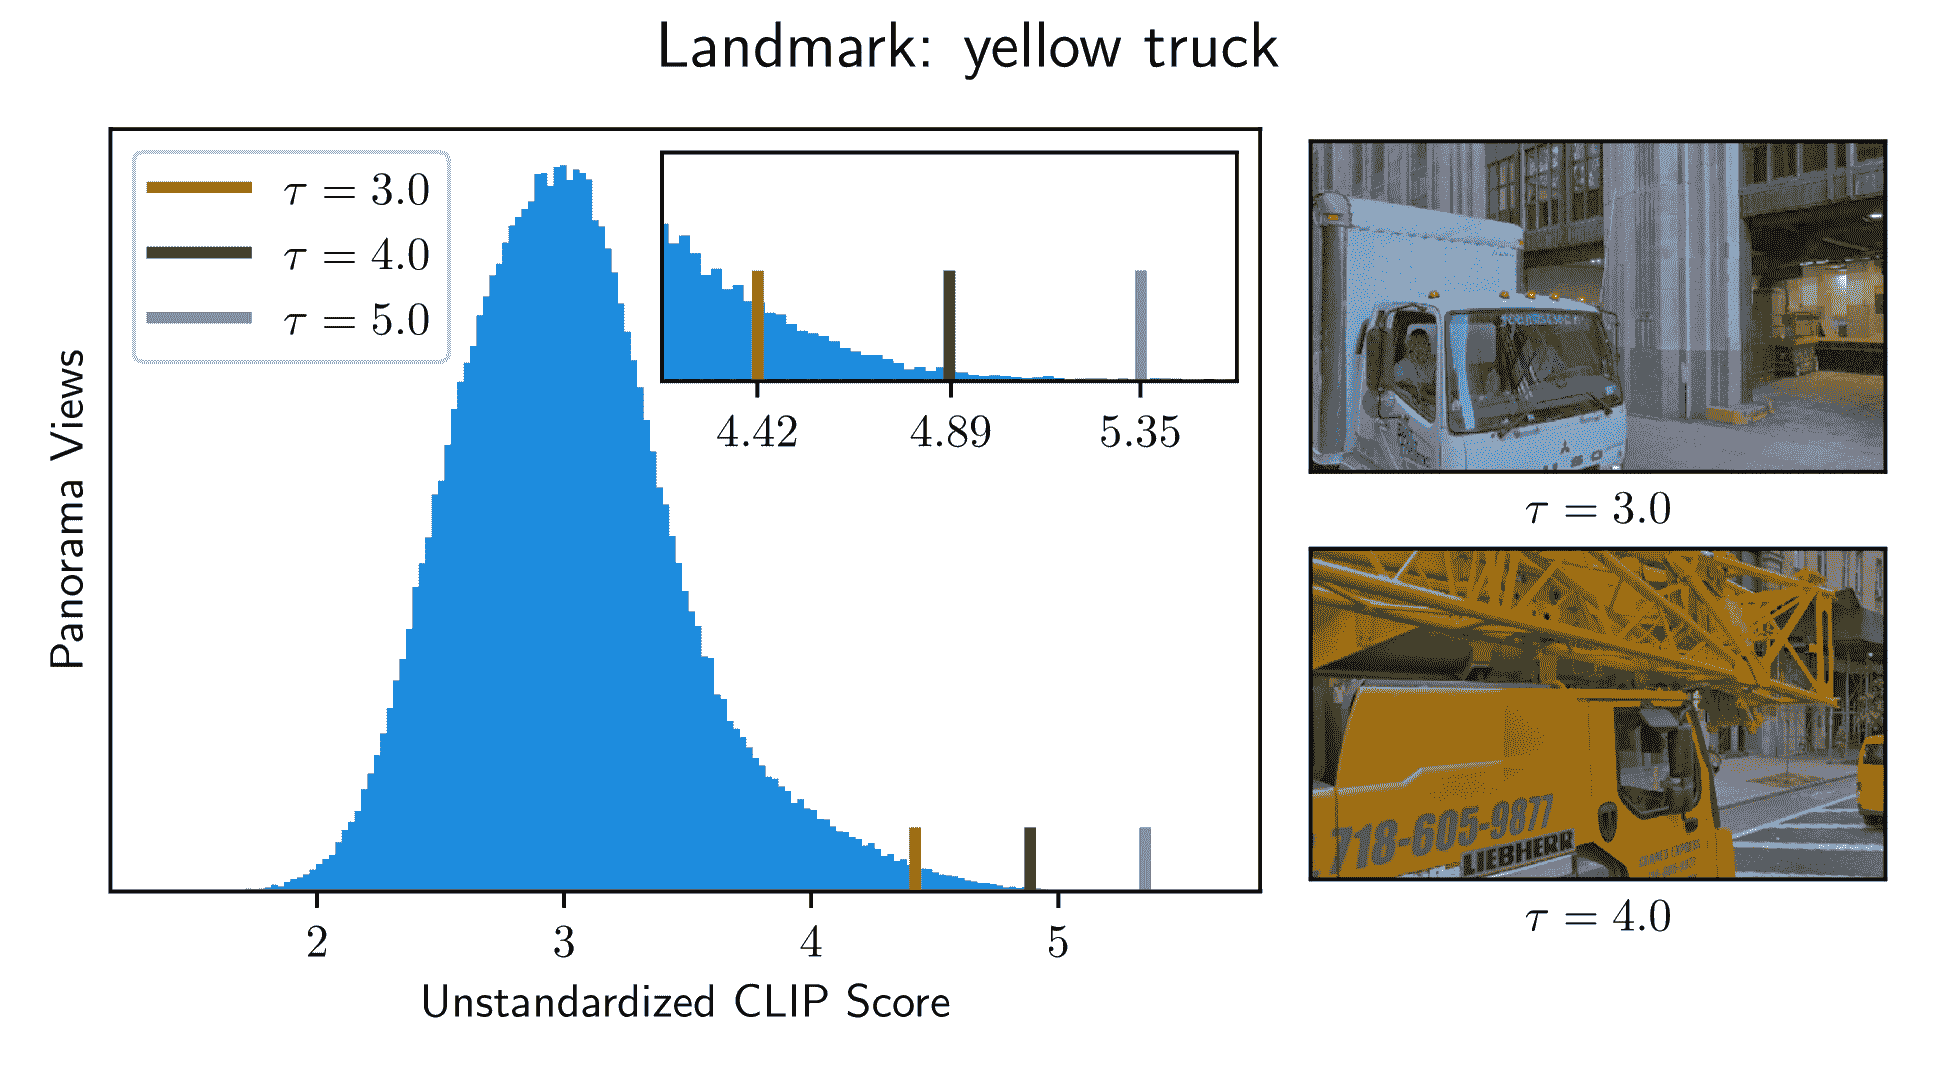 Landmark: yellow truck
τ = 3.0
τ = 4.0
τ = 5.0
4.42 4.89 5.35
Panorama Views
2 3 4 5
Unstandardized CLIP Score
τ = 3.0
718-605-9877
LIEBHERR
τ = 4.0